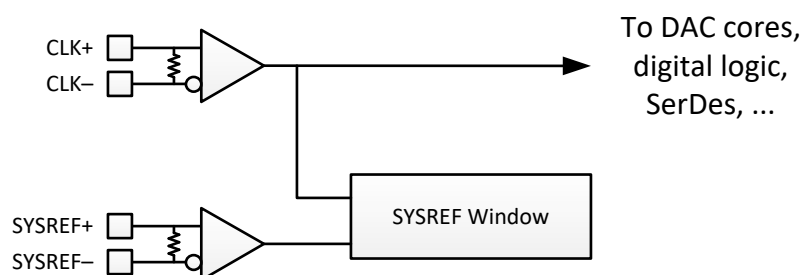 CLK+
CLK–
To DAC cores,
digital logic,
SerDes, ...
SYSREF+
SYSREF–
SYSREF Window